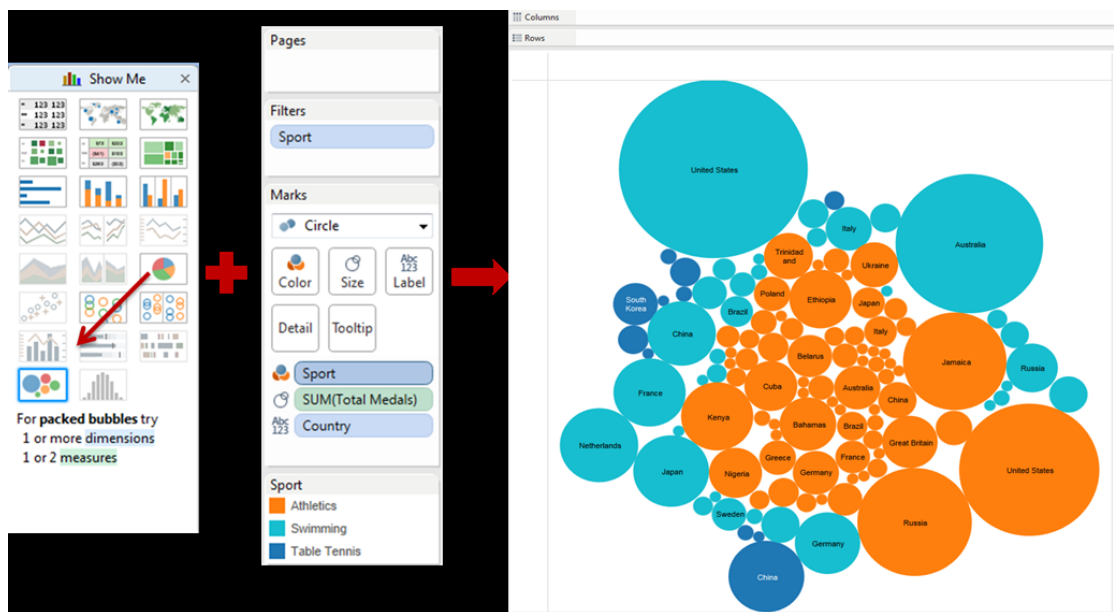 Show Me
For packed bubbles try
1 or more dimensions
1 or 2 measures
Pages
Filters
Sport
Marks
Circle
Color
Size
Abc
123
Label
Detail
Tooltip
Sport
SUM(Total Medals)
Abc
123
Country
Sport
Athletics
Swimming
Table Tennis
Columns
Rows
United States
Italy
Australia
Trinidad
and
Ukraine
Poland
Ethiopia
Japan
South
Korea
Brazil
China
Italy
Belarus
Jamaica
Russia
France
Cuba
Australia
China
Kenya
Bahamas
Brazil
Netherlands
Great Britain
Japan
Greece
France
Nigeria
Germany
United States
Sweden
Russia
Germany
China